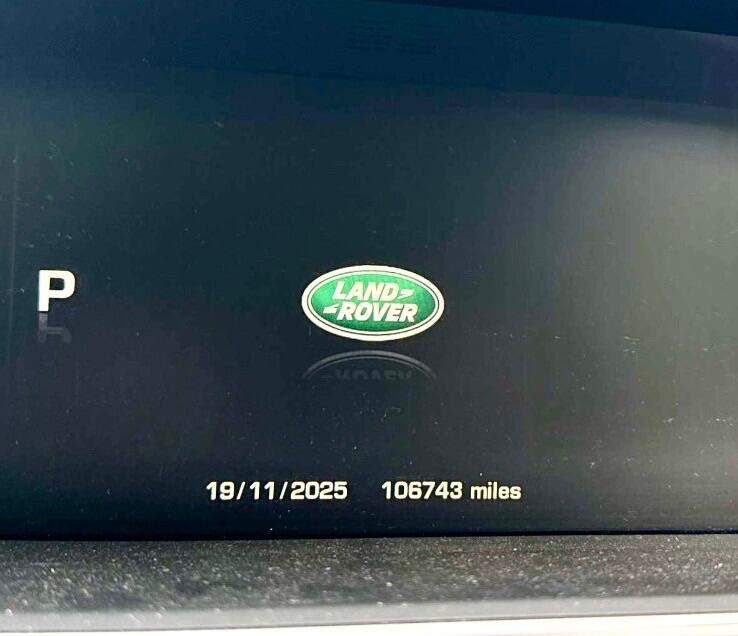 P
LAND
ROVER
19/11/2025 106743 miles